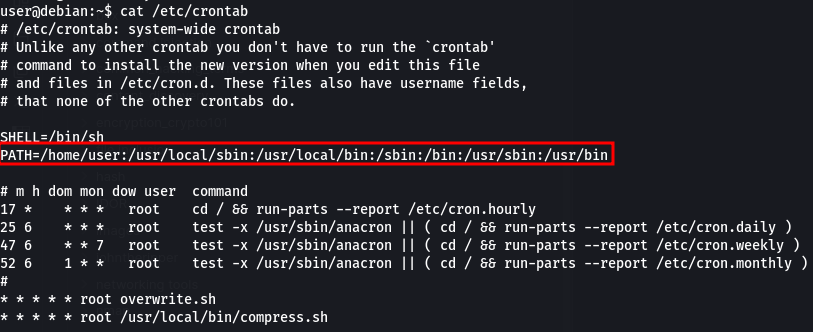 user@debian:~$ cat /etc/crontab
# /etc/crontab: system-wide crontab
# Unlike any other crontab you don't have to run the `crontab'
# command to install the new version when you edit this file
# and files in /etc/cron.d. These files also have username fields,
# that none of the other crontabs do.
SHELL=/bin/sh
PATH=/home/user:/usr/local/sbin:/usr/local/bin:/sbin:/bin:/usr/sbin:/usr/bin
# m h dom mon dow user  command
17 *    * * *   root    cd / && run-parts --report /etc/cron.hourly
25 6    * * *   root    test -x /usr/sbin/anacron || ( cd / && run-parts --report /etc/cron.daily )
47 6    * * 7   root    test -x /usr/sbin/anacron || ( cd / && run-parts --report /etc/cron.weekly )
52 6    1 * *   root    test -x /usr/sbin/anacron || ( cd / && run-parts --report /etc/cron.monthly )
#
* * * * * root overwrite.sh
* * * * * root /usr/local/bin/compress.sh